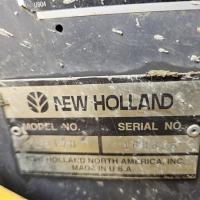 NEW HOLLAND
MODEL NO. SERIAL NO.
NEW HOLLAND NORTH AMERICA, INC.
MADE IN U.S.A.